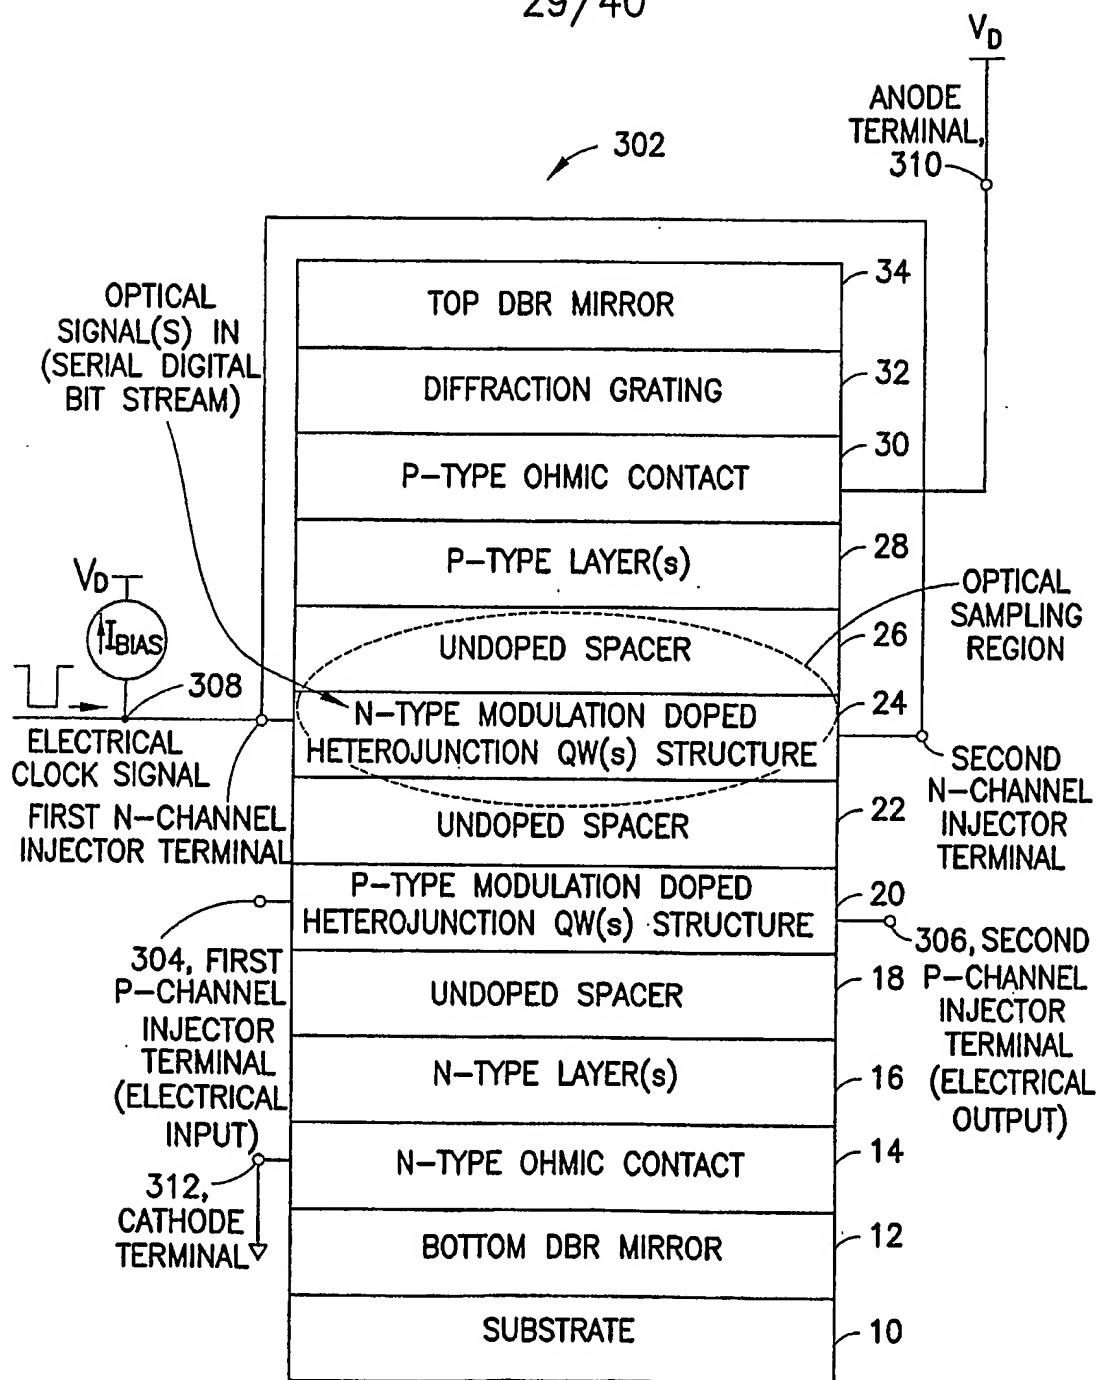 29/40
VD
ANODE
TERMINAL,
310
302
OPTICAL
SIGNAL(S) IN
(SERIAL DIGITAL
BIT STREAM)
TOP DBR MIRROR
34
DIFFRACTION GRATING
32
P-TYPE OHMIC CONTACT
30
P-TYPE LAYER(s)
28
OPTICAL
SAMPLING
REGION
VD
IBIAS
UNDOPED SPACER
26
308
N-TYPE MODULATION DOPED
HETEROJUNCTION QW(s) STRUCTURE
24
ELECTRICAL
CLOCK SIGNAL
FIRST N-CHANNEL
INJECTOR TERMINAL
SECOND
N-CHANNEL
INJECTOR
TERMINAL
UNDOPED SPACER
22
P-TYPE MODULATION DOPED
HETEROJUNCTION QW(s) STRUCTURE
20
304, FIRST
P-CHANNEL
INJECTOR
TERMINAL
(ELECTRICAL
INPUT)
306, SECOND
P-CHANNEL
INJECTOR
TERMINAL
(ELECTRICAL
OUTPUT)
UNDOPED SPACER
18
N-TYPE LAYER(s)
16
N-TYPE OHMIC CONTACT
14
312,
CATHODE
TERMINAL
BOTTOM DBR MIRROR
12
SUBSTRATE
10